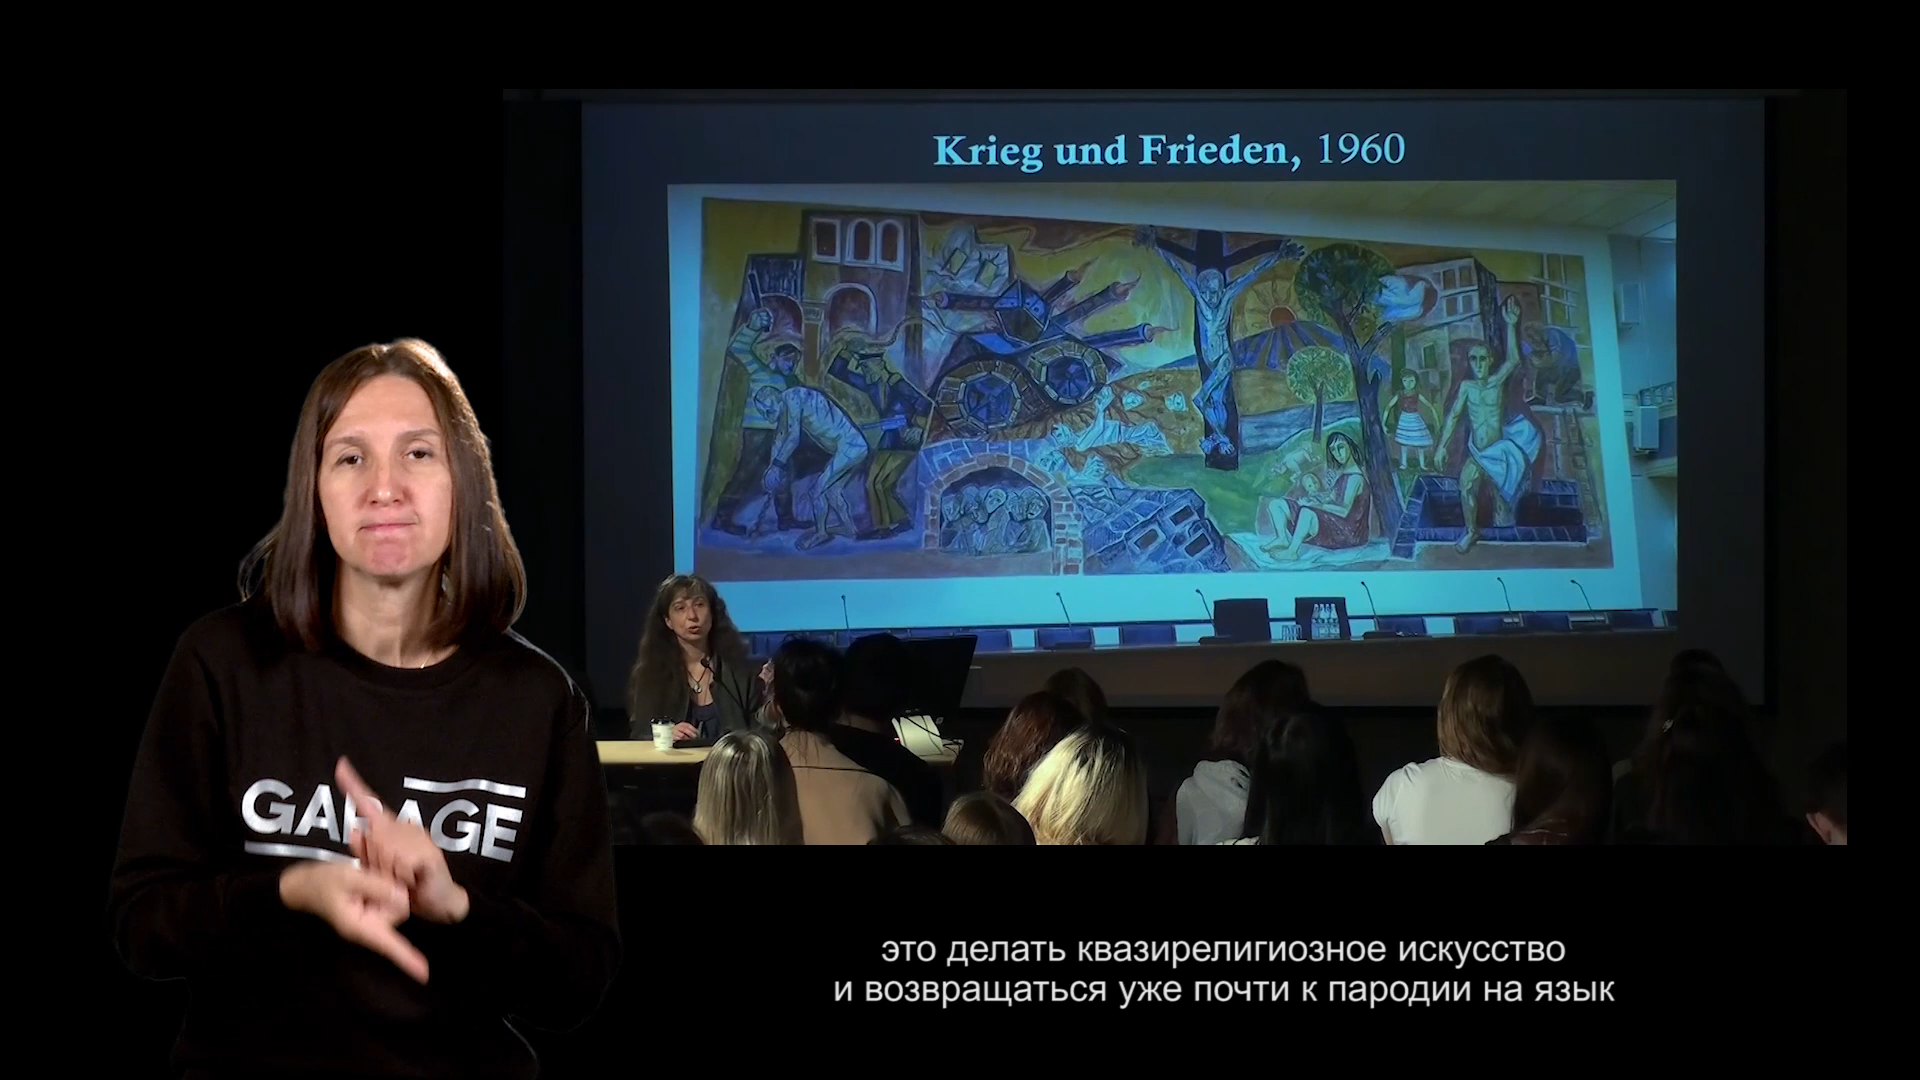 Krieg und Frieden, 1960
GARAGE
это делать квазирелигиозное искусство
и возвращаться уже почти к пародии на язык